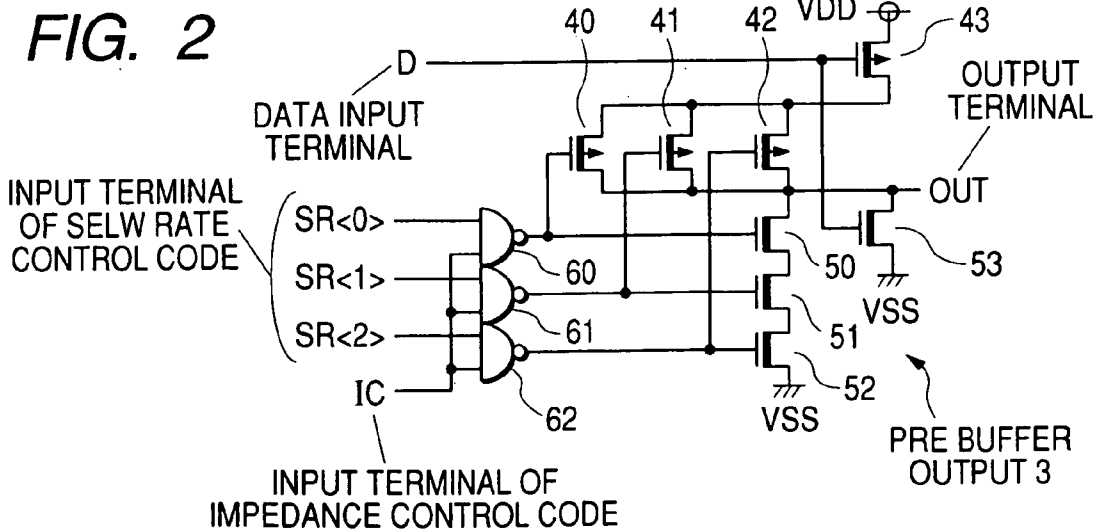 FIG. 2
40
41
42
VDD
43
D
DATA INPUT
TERMINAL
OUTPUT
TERMINAL
INPUT TERMINAL
OF SELW RATE
CONTROL CODE
SR<0>
SR<1>
SR<2>
IC
60
61
62
OUT
50
51
52
53
VSS
VSS
PRE BUFFER
OUTPUT 3
INPUT TERMINAL OF
IMPEDANCE CONTROL CODE